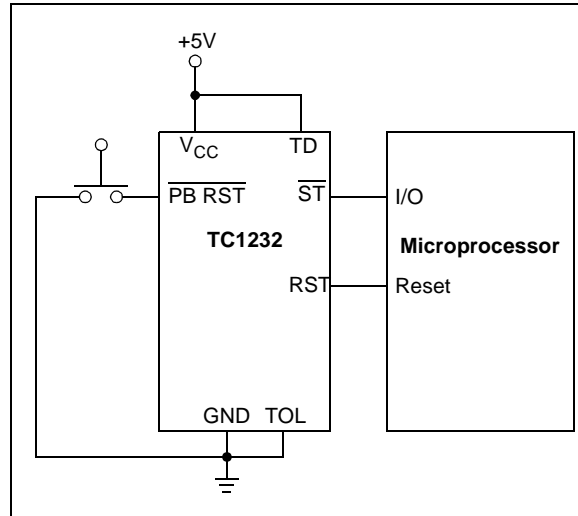 +5V
VCC TD
PB RST ST I/O
TC1232 Microprocessor
RST Reset
GND TOL